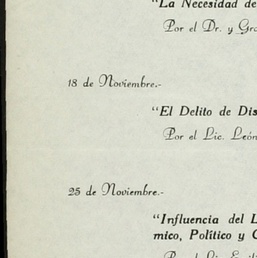 "La Necesidad de
Por el Dr. y Gr
18 de Noviembre.-
"El Delito de Dis
Por el Lic. León
25 de Noviembre.-
"Influencia del L
mico, Político y C